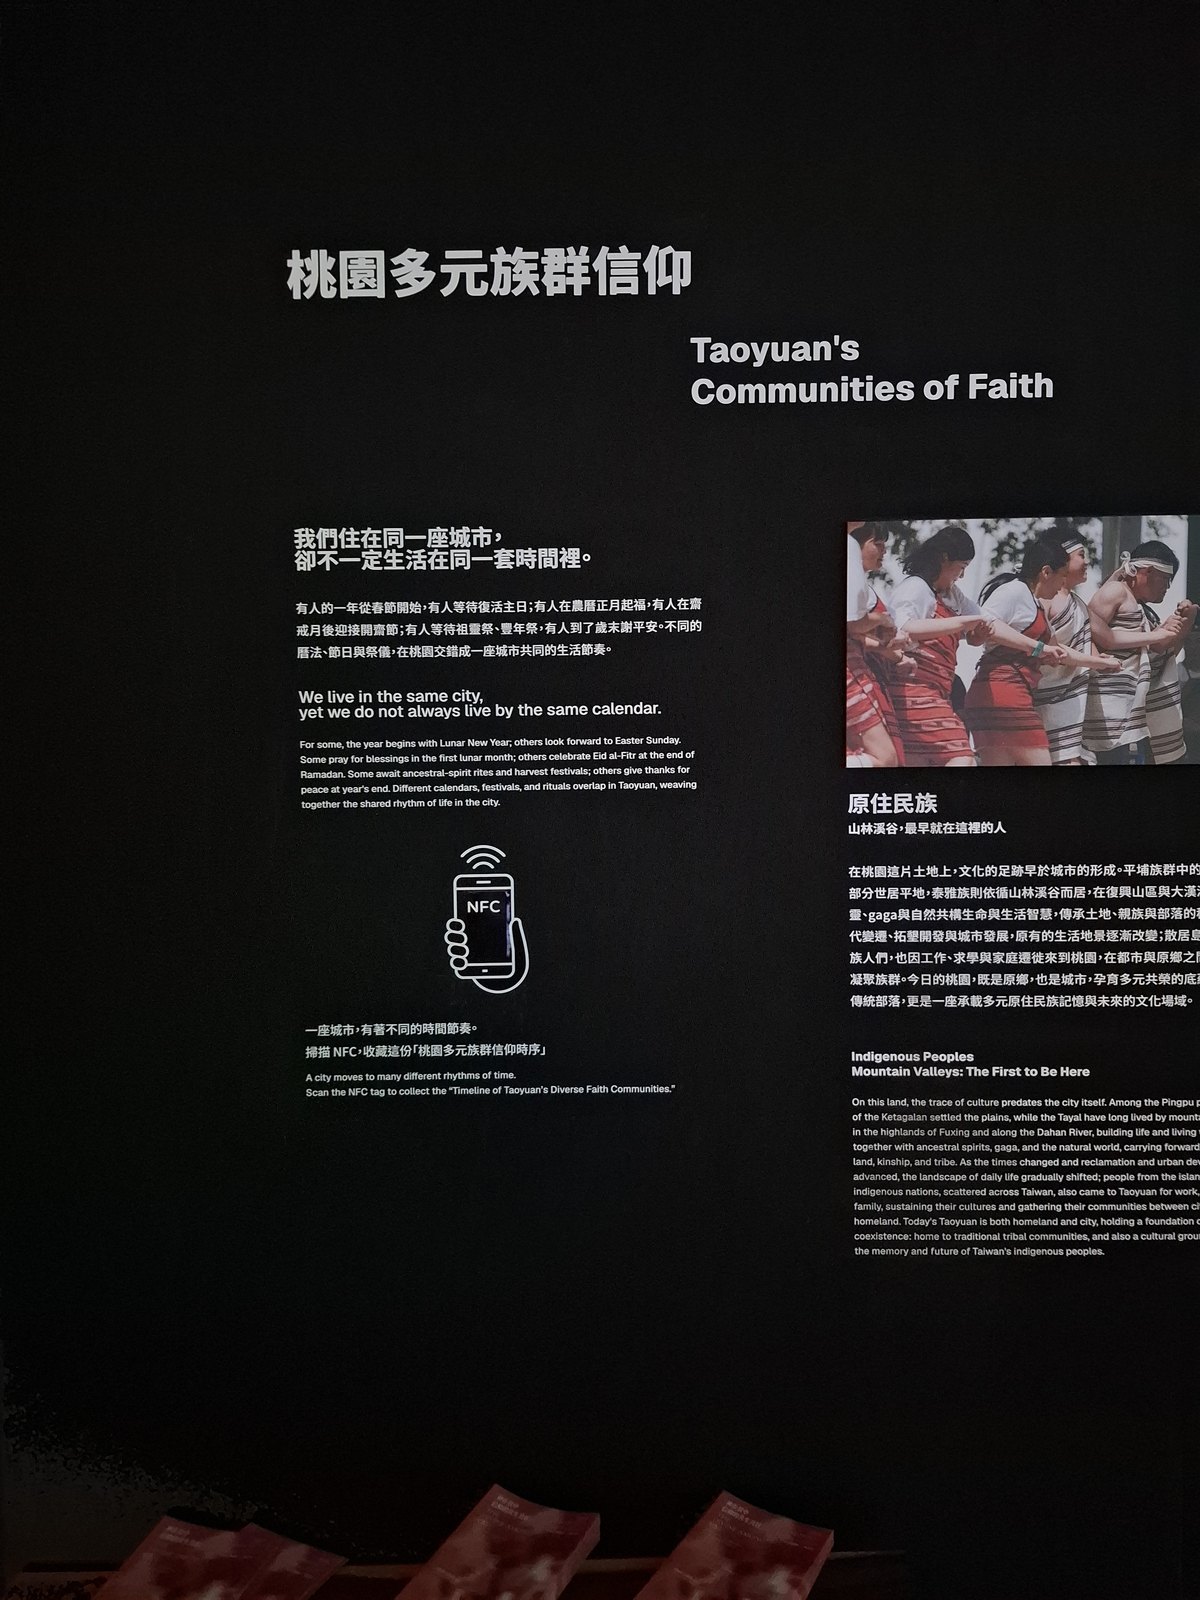 桃園多元族群信仰
Taoyuan's
Communities of Faith
我們住在同一座城市，
卻不一定生活在同一套時間裡。
有人的一年從春節開始，有人等待復活主日；有人在農曆正月起福，有人在齋
戒月後迎接開齋節；有人等待祖靈祭、豐年祭，有人到了歲末謝平安。不同的
曆法、節日與祭儀，在桃園交錯成一座城市共同的生活節奏。
We live in the same city,
yet we do not always live by the same calendar.
For some, the year begins with Lunar New Year; others look forward to Easter Sunday.
Some pray for blessings in the first lunar month; others celebrate Eid al-Fitr at the end of
Ramadan. Some await ancestral-spirit rites and harvest festivals; others give thanks for
peace at year's end. Different calendars, festivals, and rituals overlap in Taoyuan, weaving
together the shared rhythm of life in the city.
NFC
一座城市，有著不同的時間節奏。
掃描 NFC，收藏這份「桃園多元族群信仰時序」
A city moves to many different rhythms of time.
Scan the NFC tag to collect the “Timeline of Taoyuan's Diverse Faith Communities.”
原住民族
山林溪谷，最早就在這裡的人
在桃園這片土地上，文化的足跡早於城市的形成。平埔族群中的
部分世居平地，泰雅族則依循山林溪谷而居，在復興山區與大漢
靈、gaga與自然共構生命與生活智慧，傳承土地、親族與部落的
代變遷、拓墾開發與城市發展，原有的生活地景逐漸改變；散居
族人們，也因工作、求學與家庭遷徙來到桃園，在都市與原鄉之
凝聚族群。今日的桃園，既是原鄉，也是城市，孕育多元共榮的底
傳統部落，更是一座承載多元原住民族記憶與未來的文化場域。
Indigenous Peoples
Mountain Valleys: The First to Be Here
On this land, the trace of culture predates the city itself. Among the Pingpu
of the Ketagalan settled the plains, while the Tayal have long lived by
in the highlands of Fuxing and along the Dahan River, building life and living
together with ancestral spirits, gaga, and the natural world, carrying forward
land, kinship, and tribe. As the times changed and reclamation and urban
advanced, the landscape of daily life gradually shifted; people from the
indigenous nations, scattered across Taiwan, also came to Taoyuan for work,
family, sustaining their cultures and gathering their communities between
homeland. Today's Taoyuan is both homeland and city, holding a foundation
coexistence: home to traditional tribal communities, and also a cultural
the memory and future of Taiwan's indigenous peoples.